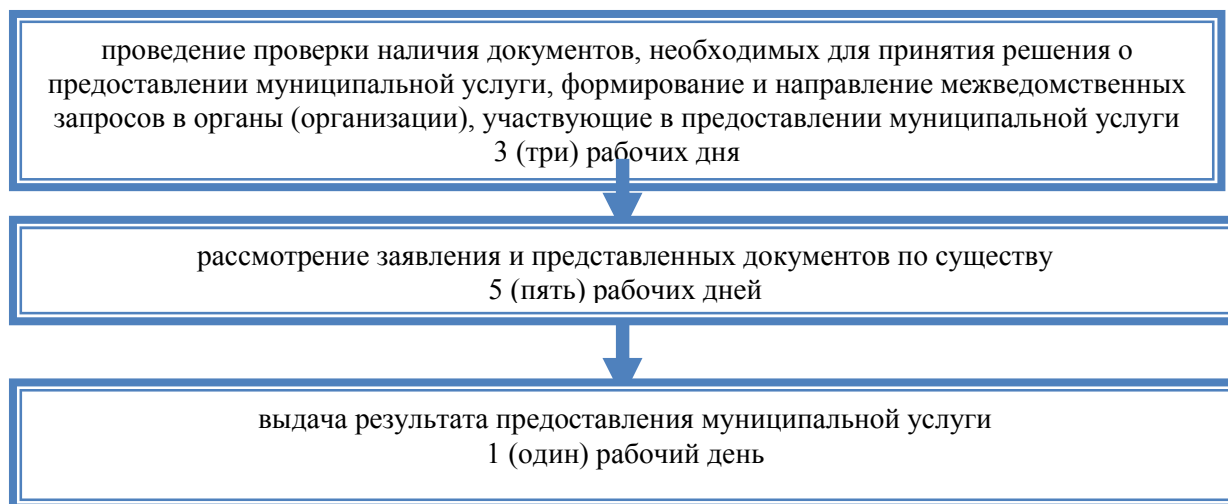 проведение проверки наличия документов, необходимых для принятия решения о
предоставлении муниципальной услуги, формирование и направление межведомственных
запросов в органы (организации), участвующие в предоставлении муниципальной услуги
3 (три) рабочих дня
рассмотрение заявления и представленных документов по существу
5 (пять) рабочих дней
выдача результата предоставления муниципальной услуги
1 (один) рабочий день